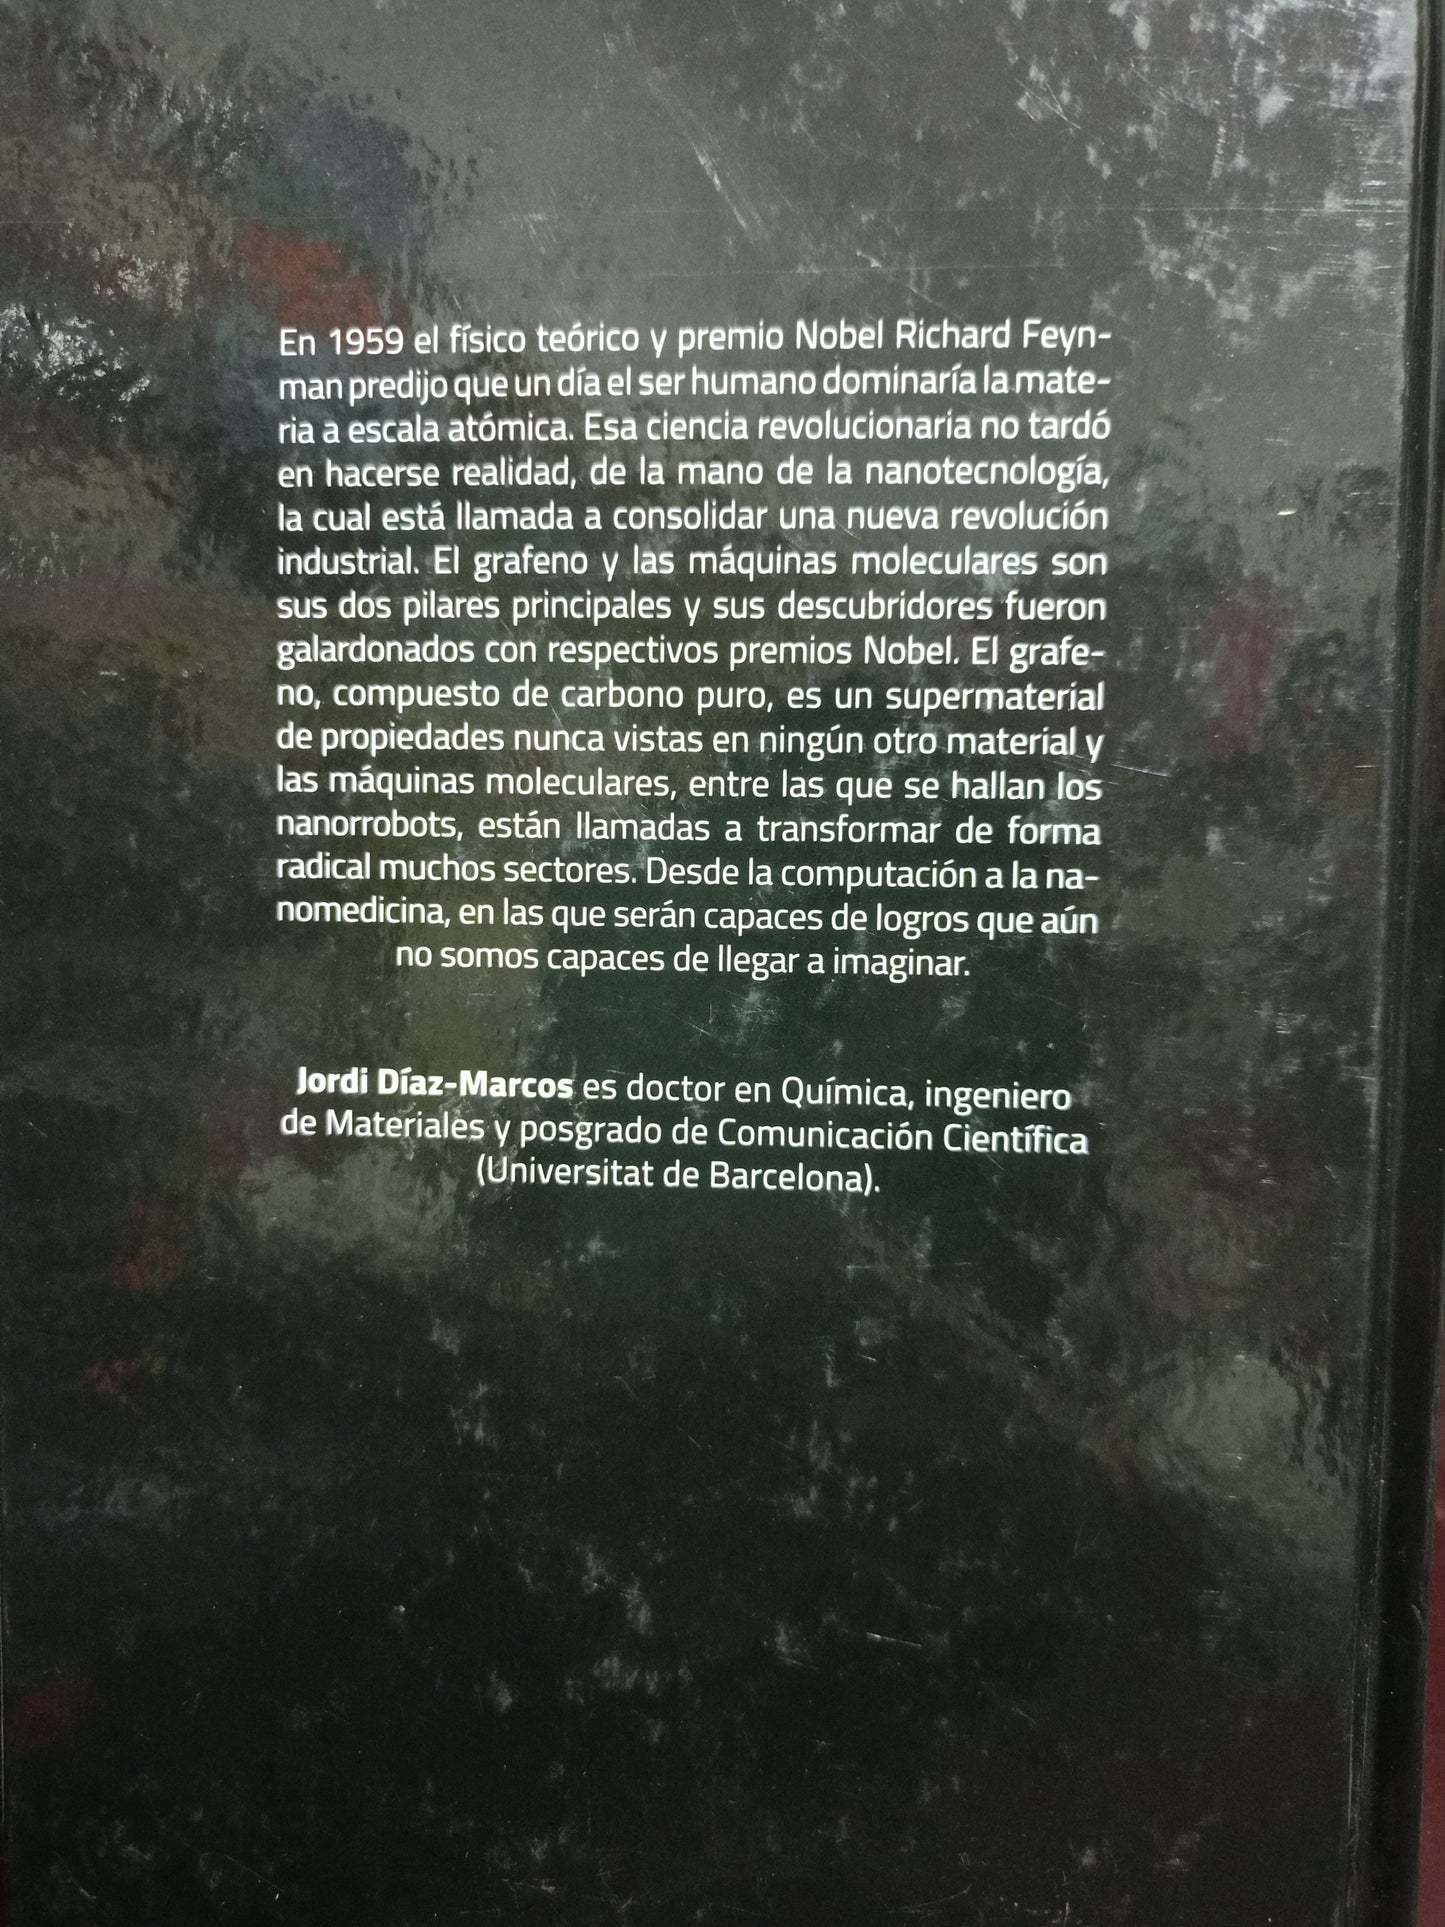 En 1959 el físico teórico y premio Nobel Richard Feyn-
man predijo que un día el ser humano dominaría la mate-
ria a escala atómica. Esa ciencia revolucionaria no tardó
en hacerse realidad, de la mano de la nanotecnología,
la cual está llamada a consolidar una nueva revolución
industrial. El grafeno y las máquinas moleculares son
sus dos pilares principales y sus descubridores fueron
galardonados con respectivos premios Nobel. El grafe-
no, compuesto de carbono puro, es un supermaterial
de propiedades nunca vistas en ningún otro material y
las máquinas moleculares, entre las que se hallan los
nanorrobots, están llamadas a transformar de forma
radical muchos sectores. Desde la computación a la na-
nomedicina, en las que serán capaces de logros que aún
no somos capaces de llegar a imaginar.
Jordi Díaz-Marcos es doctor en Química, ingeniero
de Materiales y posgrado de Comunicación Científica
(Universitat de Barcelona).